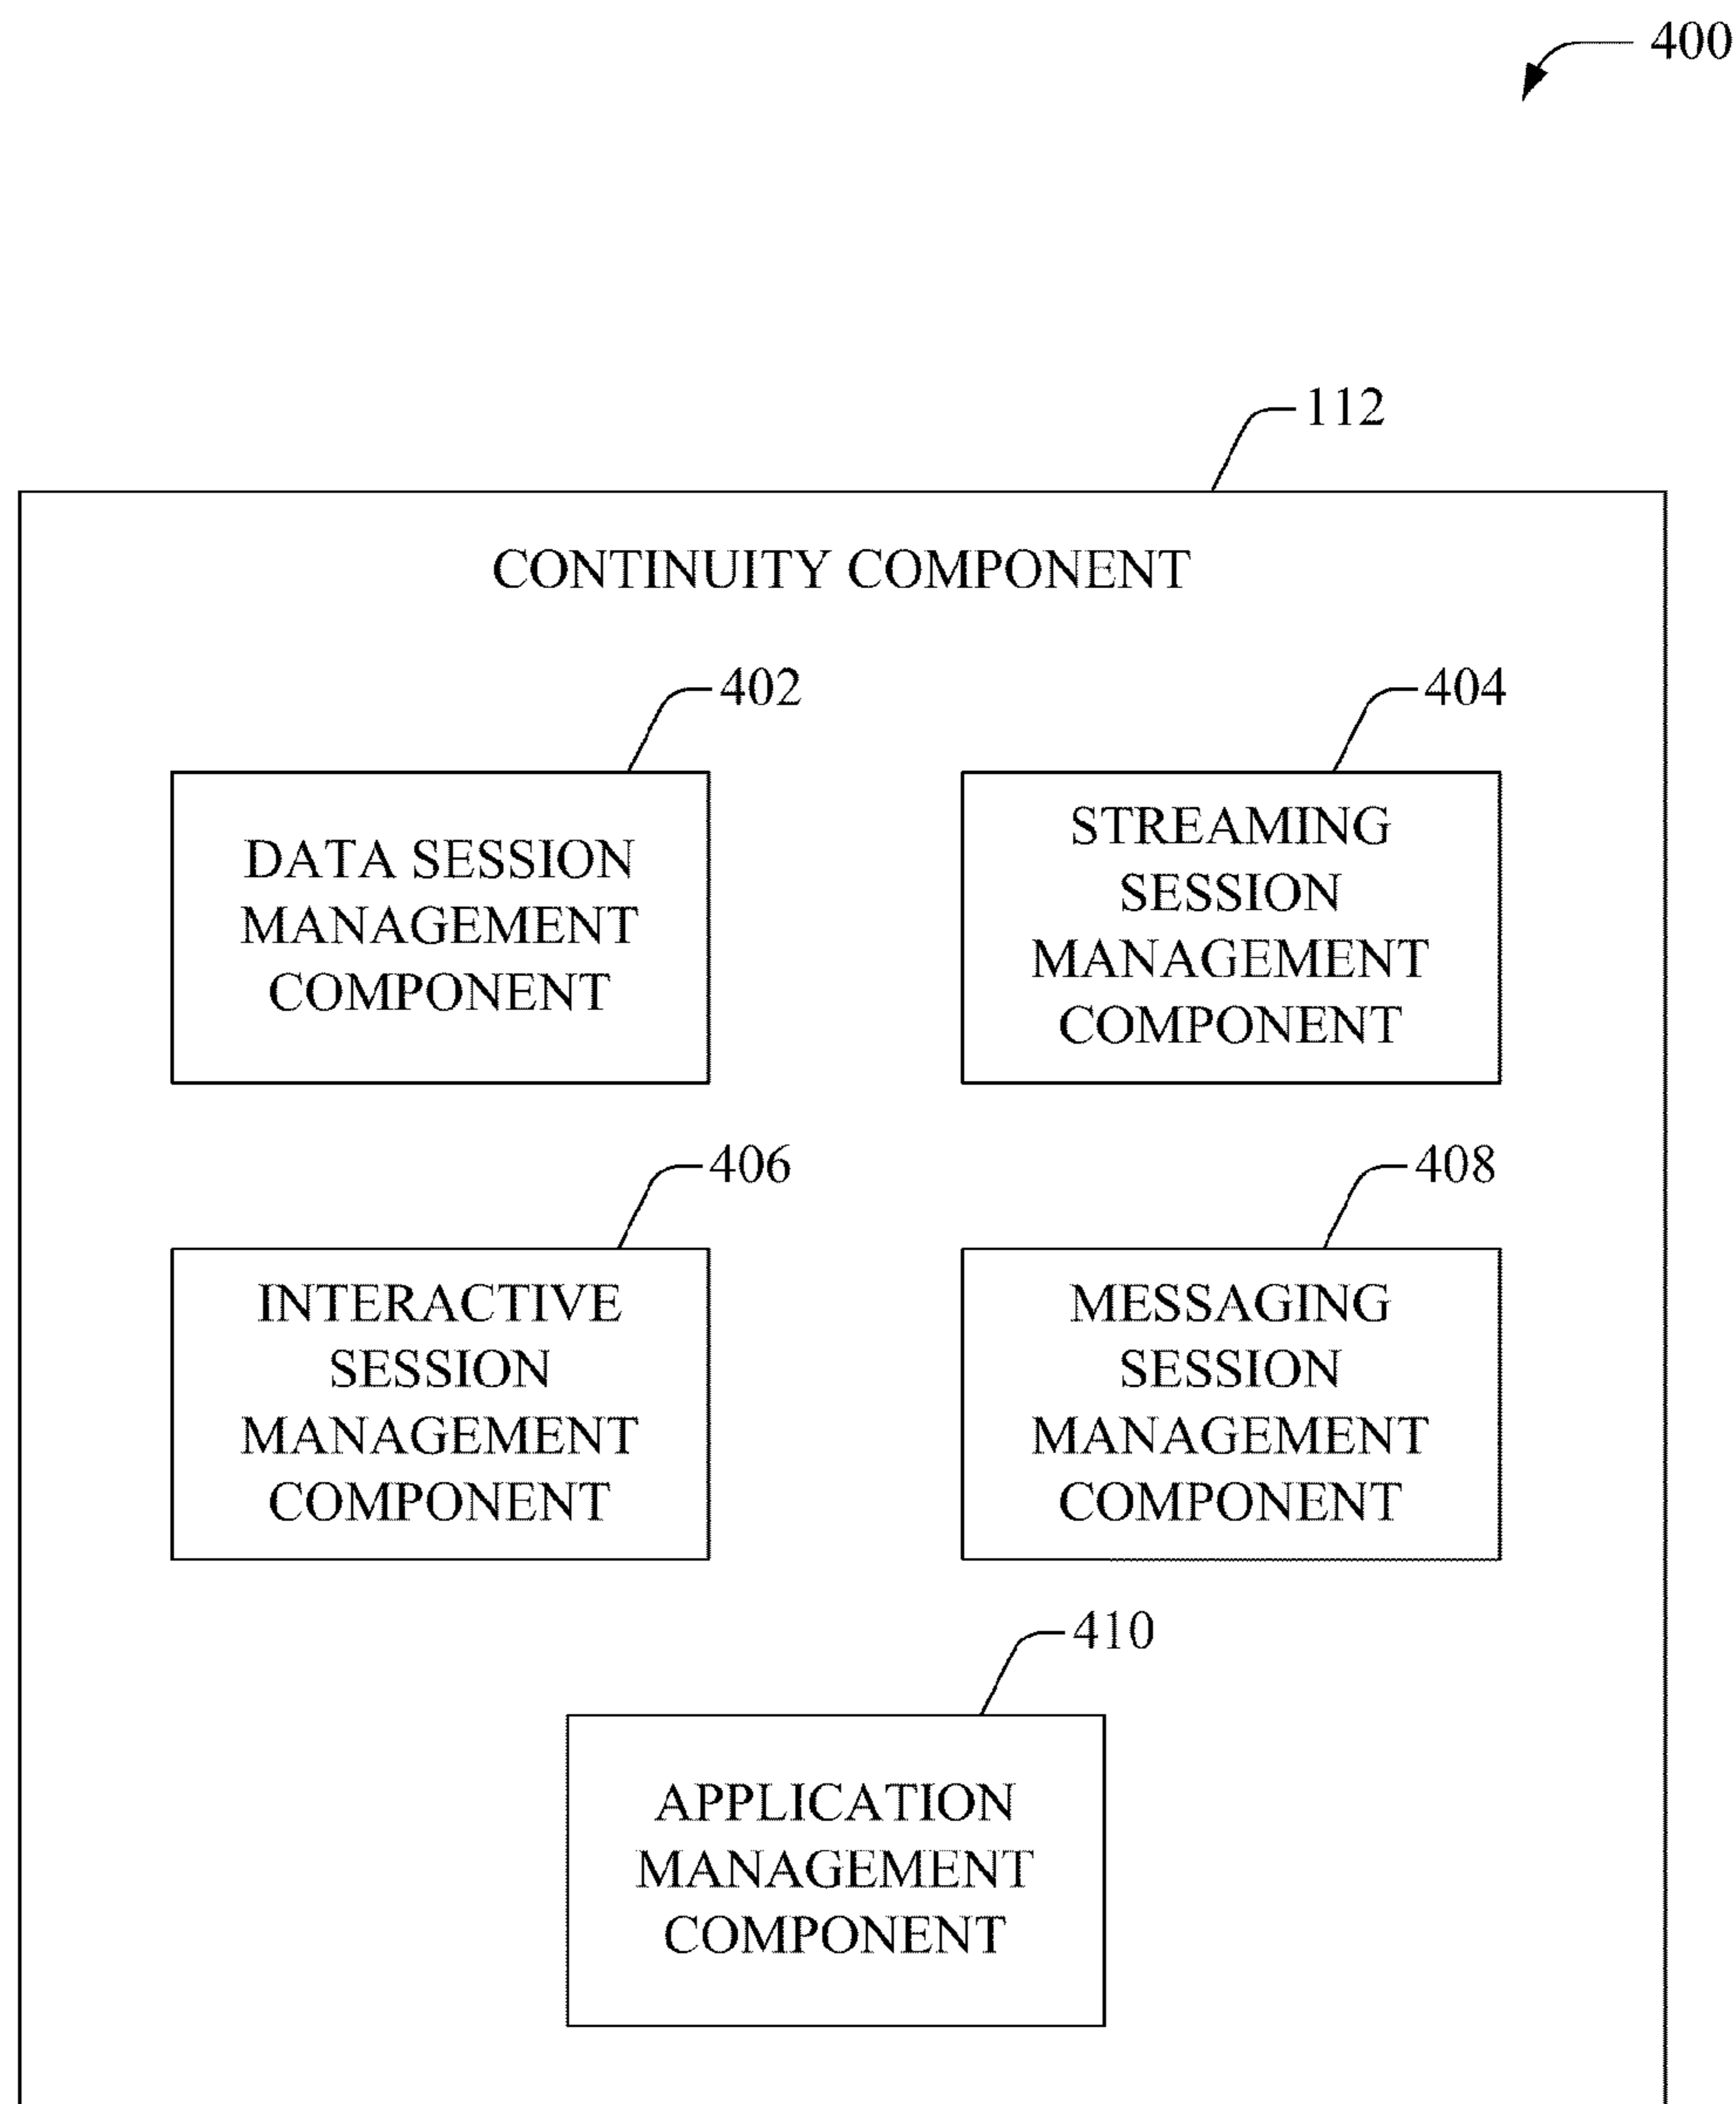 400
112
CONTINUITY COMPONENT
402
DATA SESSION
MANAGEMENT
COMPONENT
404
STREAMING
SESSION
MANAGEMENT
COMPONENT
406
INTERACTIVE
SESSION
MANAGEMENT
COMPONENT
408
MESSAGING
SESSION
MANAGEMENT
COMPONENT
410
APPLICATION
MANAGEMENT
COMPONENT